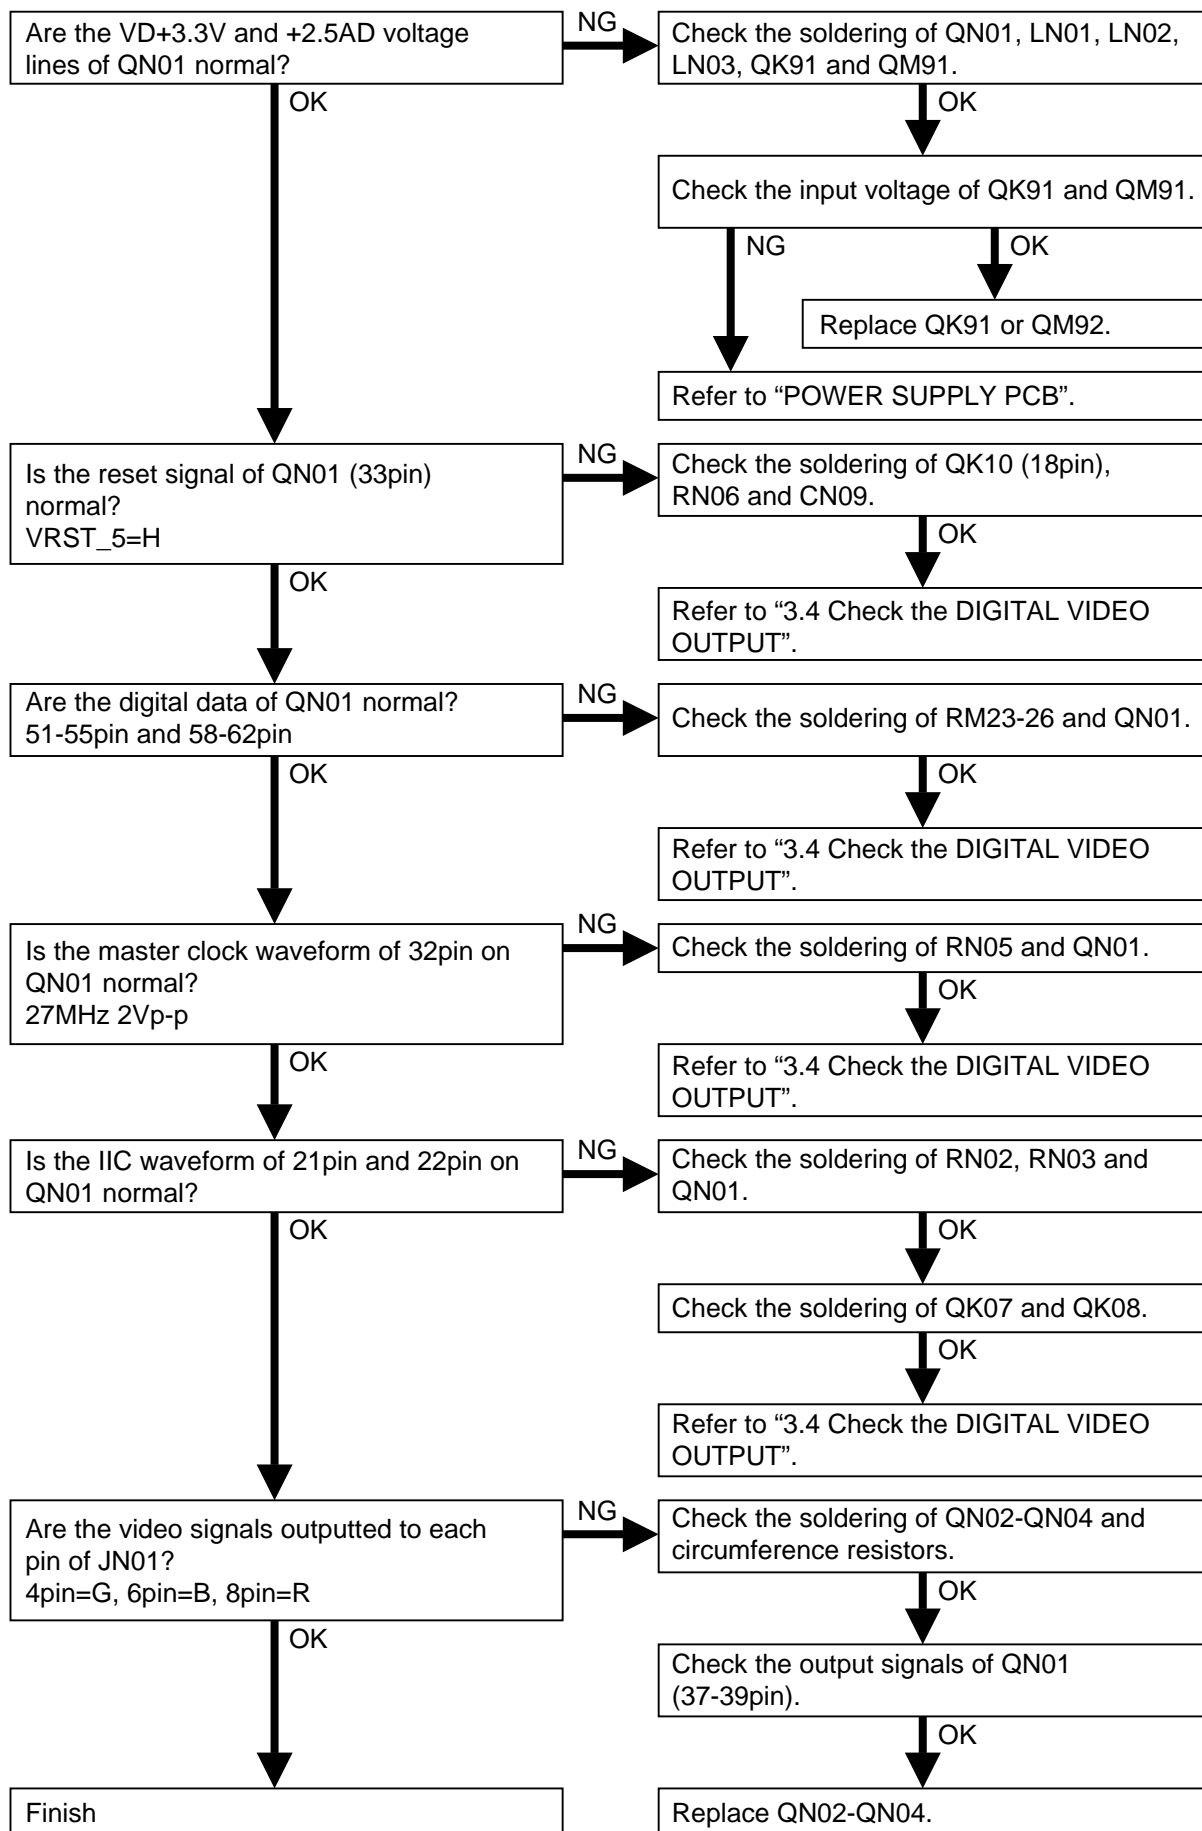 Are the VD+3.3V and +2.5AD voltage
lines of QN01 normal?
NG
Check the soldering of QN01, LN01, LN02,
LN03, QK91 and QM91.
OK
OK
Check the input voltage of QK91 and QM91.
NG
OK
Replace QK91 or QM92.
Refer to “POWER SUPPLY PCB”.
Is the reset signal of QN01 (33pin)
normal?
VRST_5=H
NG
Check the soldering of QK10 (18pin),
RN06 and CN09.
OK
OK
Refer to “3.4 Check the DIGITAL VIDEO
OUTPUT”.
Are the digital data of QN01 normal?
51-55pin and 58-62pin
NG
Check the soldering of RM23-26 and QN01.
OK
OK
Refer to “3.4 Check the DIGITAL VIDEO
OUTPUT”.
Is the master clock waveform of 32pin on
QN01 normal?
27MHz 2Vp-p
NG
Check the soldering of RN05 and QN01.
OK
OK
Refer to “3.4 Check the DIGITAL VIDEO
OUTPUT”.
Is the IIC waveform of 21pin and 22pin on
QN01 normal?
NG
Check the soldering of RN02, RN03 and
QN01.
OK
OK
Check the soldering of QK07 and QK08.
OK
Refer to “3.4 Check the DIGITAL VIDEO
OUTPUT”.
Are the video signals outputted to each
pin of JN01?
4pin=G, 6pin=B, 8pin=R
NG
Check the soldering of QN02-QN04 and
circumference resistors.
OK
OK
Check the output signals of QN01
(37-39pin).
OK
Finish
Replace QN02-QN04.